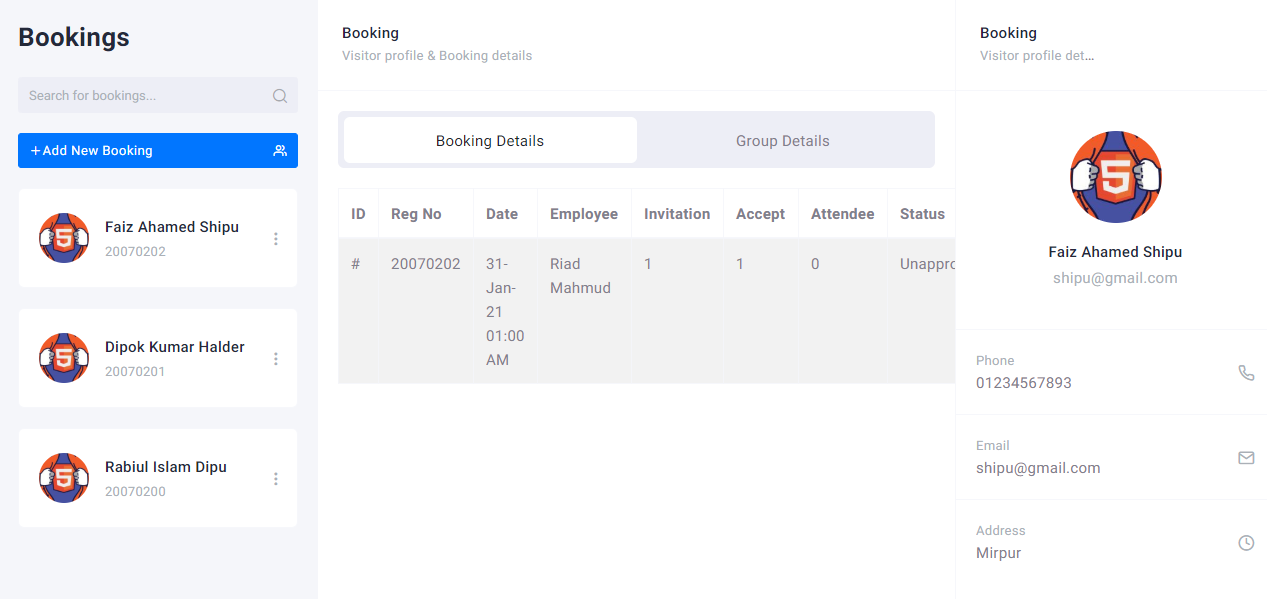 Bookings
Search for bookings...
+ Add New Booking
Faiz Ahamed Shipu
20070202
Dipok Kumar Halder
20070201
Rabiul Islam Dipu
20070200
Booking
Visitor profile & Booking details
Booking Details
Group Details
ID Reg No Date Employee Invitation Accept Attendee Status
# 20070202 31- Riad 1 1 0 Unappro
Jan- Mahmud
21
01:00
AM
Booking
Visitor profile det...
5
Faiz Ahamed Shipu
shipu@gmail.com
Phone
01234567893
Email
shipu@gmail.com
Address
Mirpur